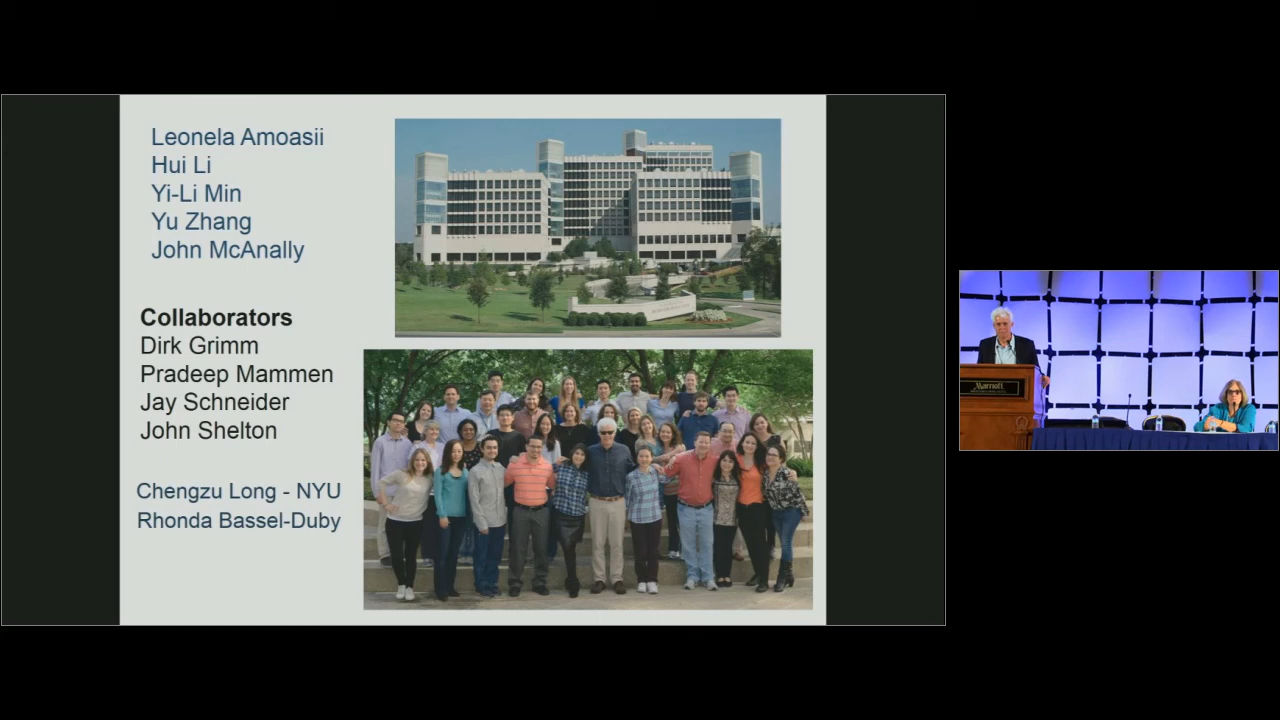 Leonela Amoasii
Hui Li
Yi-Li Min
Yu Zhang
John McAnally
Collaborators
Dirk Grimm
Pradeep Mammen
Jay Schneider
John Shelton
Chengzu Long - NYU
Rhonda Bassel-Duby
Marriott